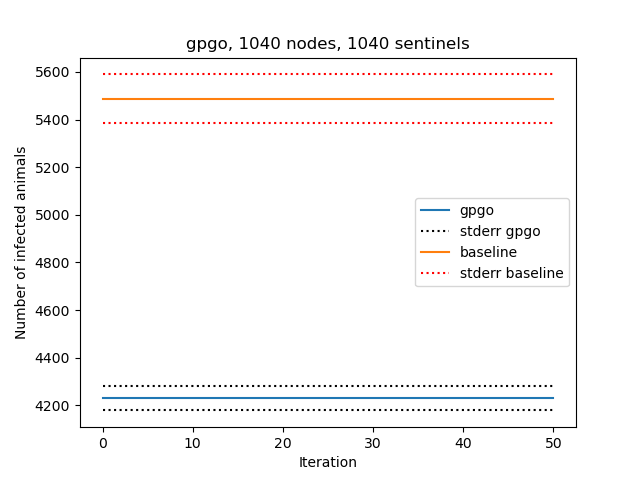 gpgo, 1040 nodes, 1040 sentinels
Number of infected animals
5600
5400
5200
5000
4800
4600
4400
4200
gpgo
stderr gpgo
baseline
stderr baseline
0 10 20 30 40 50
Iteration